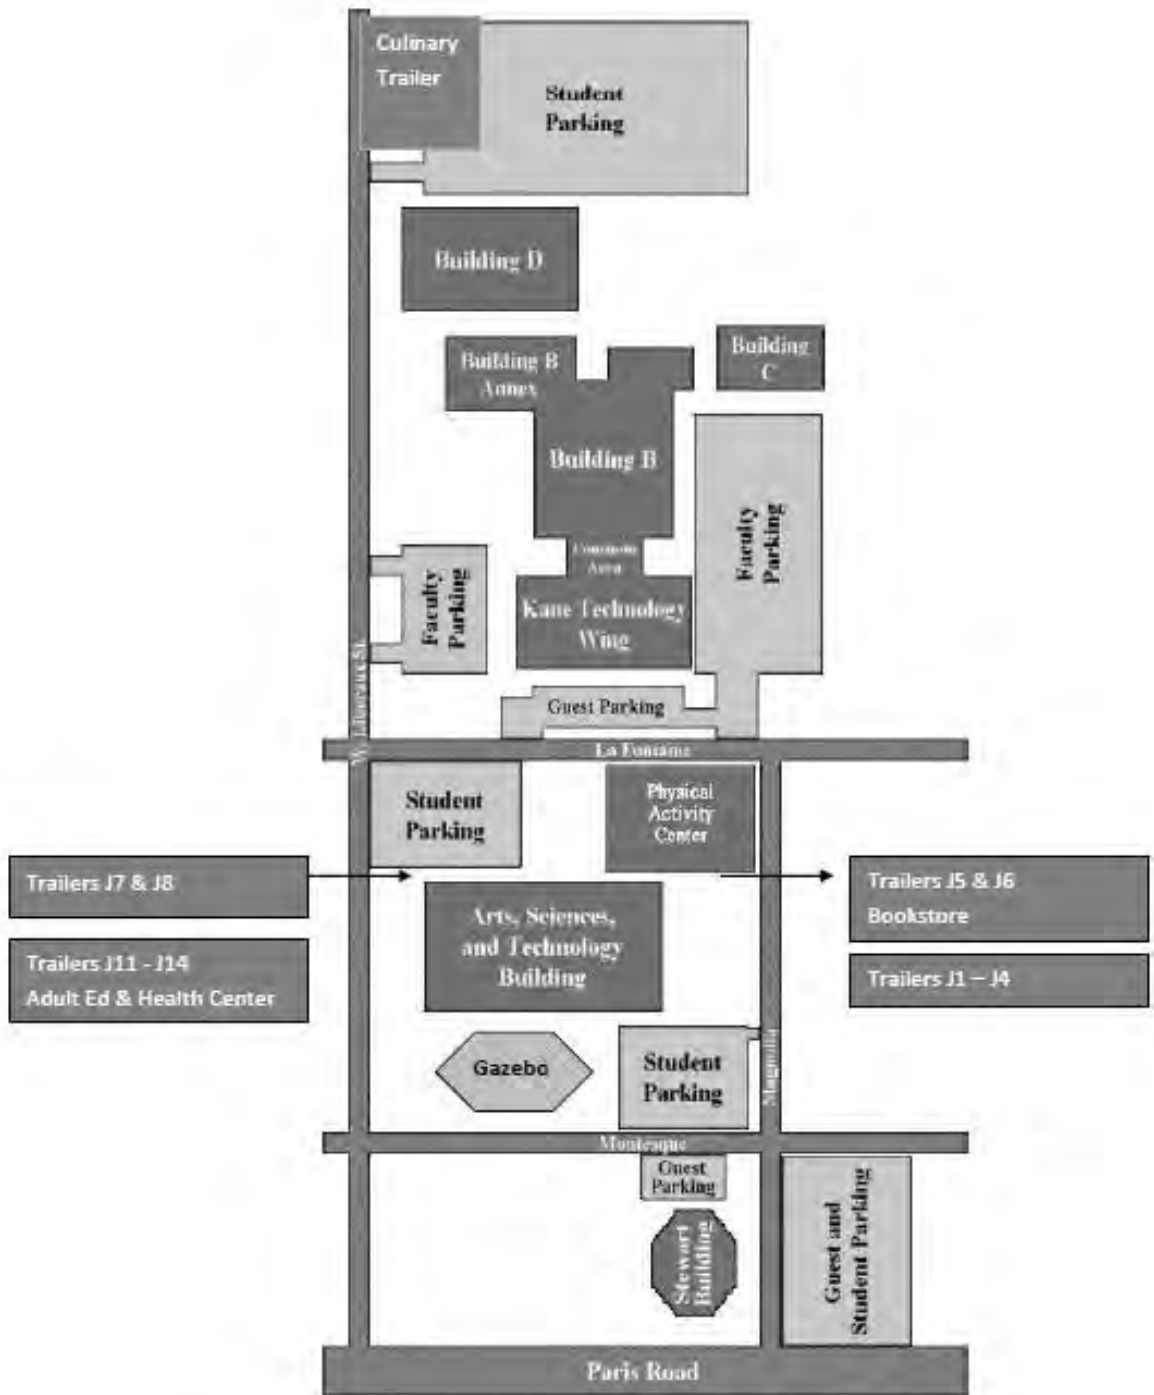 Culinary
Trailer
Student
Parking
Building D
Building B
Annex
Building
C
Building B
Common
Area
Faculty
Parking
Faculty
Parking
Kane Technology
Wing
Guest Parking
W.
St.
La Fontaine
Student
Parking
Physical
Activity
Center
Trailers J7 & J8
Trailers J5 & J6
Bookstore
Arts, Sciences,
and Technology
Building
Trailers J11 - J14
Adult Ed & Health Center
Trailers J1 – J4
Gazebo
Student
Parking
Magnolia
Montesque
Guest
Parking
Stewart
Building
Guest and
Student Parking
Paris Road